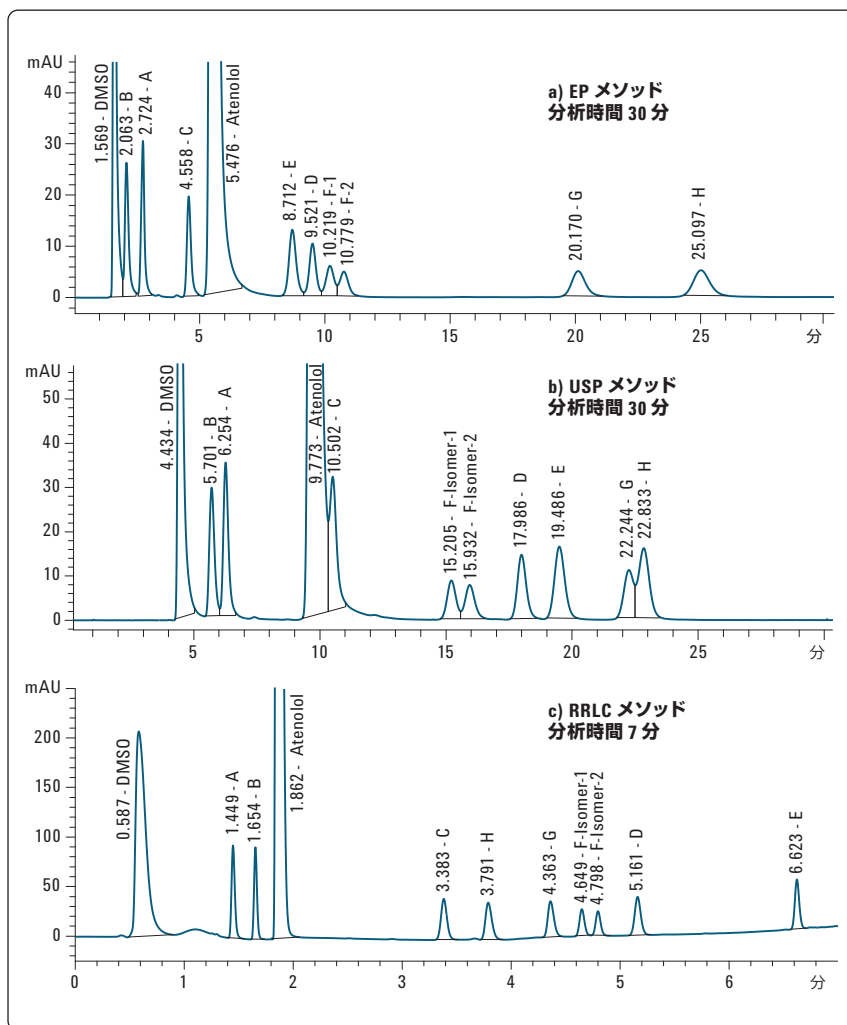 mAU
40
30
20
10
0
1.569 - DMSO
2.063 - B
2.724 - A
4.558 - C
5.476 - Atenolol
8.712 - E
9.521 - D
10.219 - F-1
10.779 - F-2
20.170 - G
25.097 - H
a) EP メソッド
分析時間 30 分
5
10
15
20
25
分
mAU
50
40
30
20
10
0
4.434 - DMSO
5.701 - B
6.254 - A
9.773 - Atenolol
10.502 - C
15.205 - F-Isomer-1
15.932 - F-Isomer-2
17.986 - D
19.486 - E
22.244 - G
22.833 - H
b) USP メソッド
分析時間 30 分
5
10
15
20
25
分
mAU
200
150
100
50
0
0.587 - DMSO
1.449 - A
1.654 - B
1.862 - Atenolol
3.383 - C
3.791 - H
4.363 - G
4.649 - F-Isomer-1
4.798 - F-Isomer-2
5.161 - D
6.623 - E
c) RRLC メソッド
分析時間 7 分
0
1
2
3
4
5
6
分